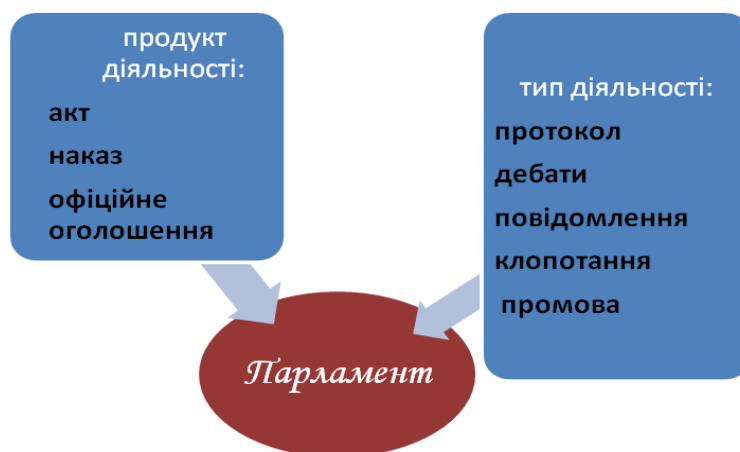 продукт
діяльності:
акт
наказ
офіційне
оголошення
тип діяльності:
протокол
дебати
повідомлення
клопотання
промова
Парламент